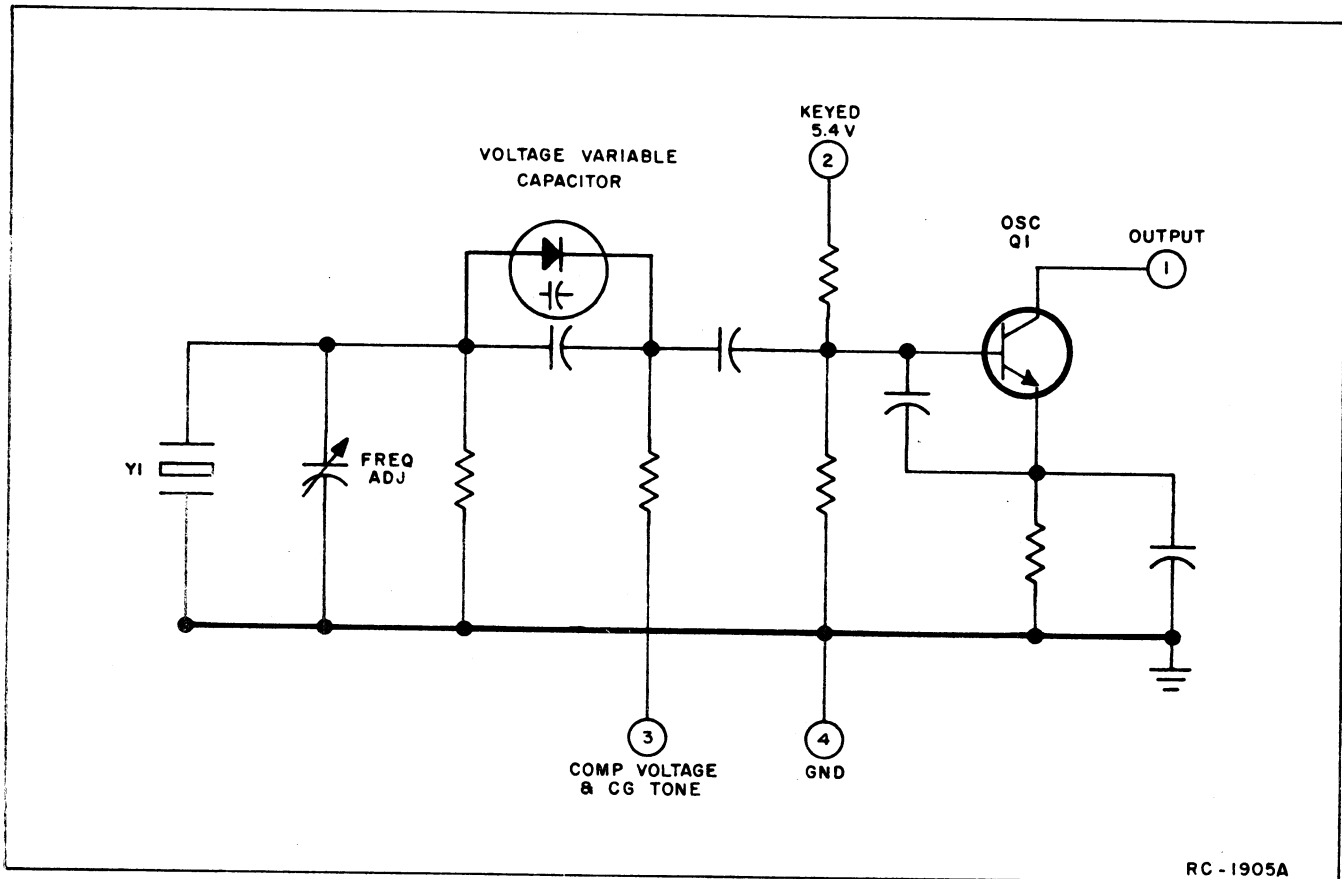 KEYED
5.4 V
2
VOLTAGE VARIABLE
CAPACITOR
OSC
Q1
OUTPUT
1
Y1
FREQ
ADJ
3
COMP VOLTAGE
& CG TONE
4
GND
RC-1905A